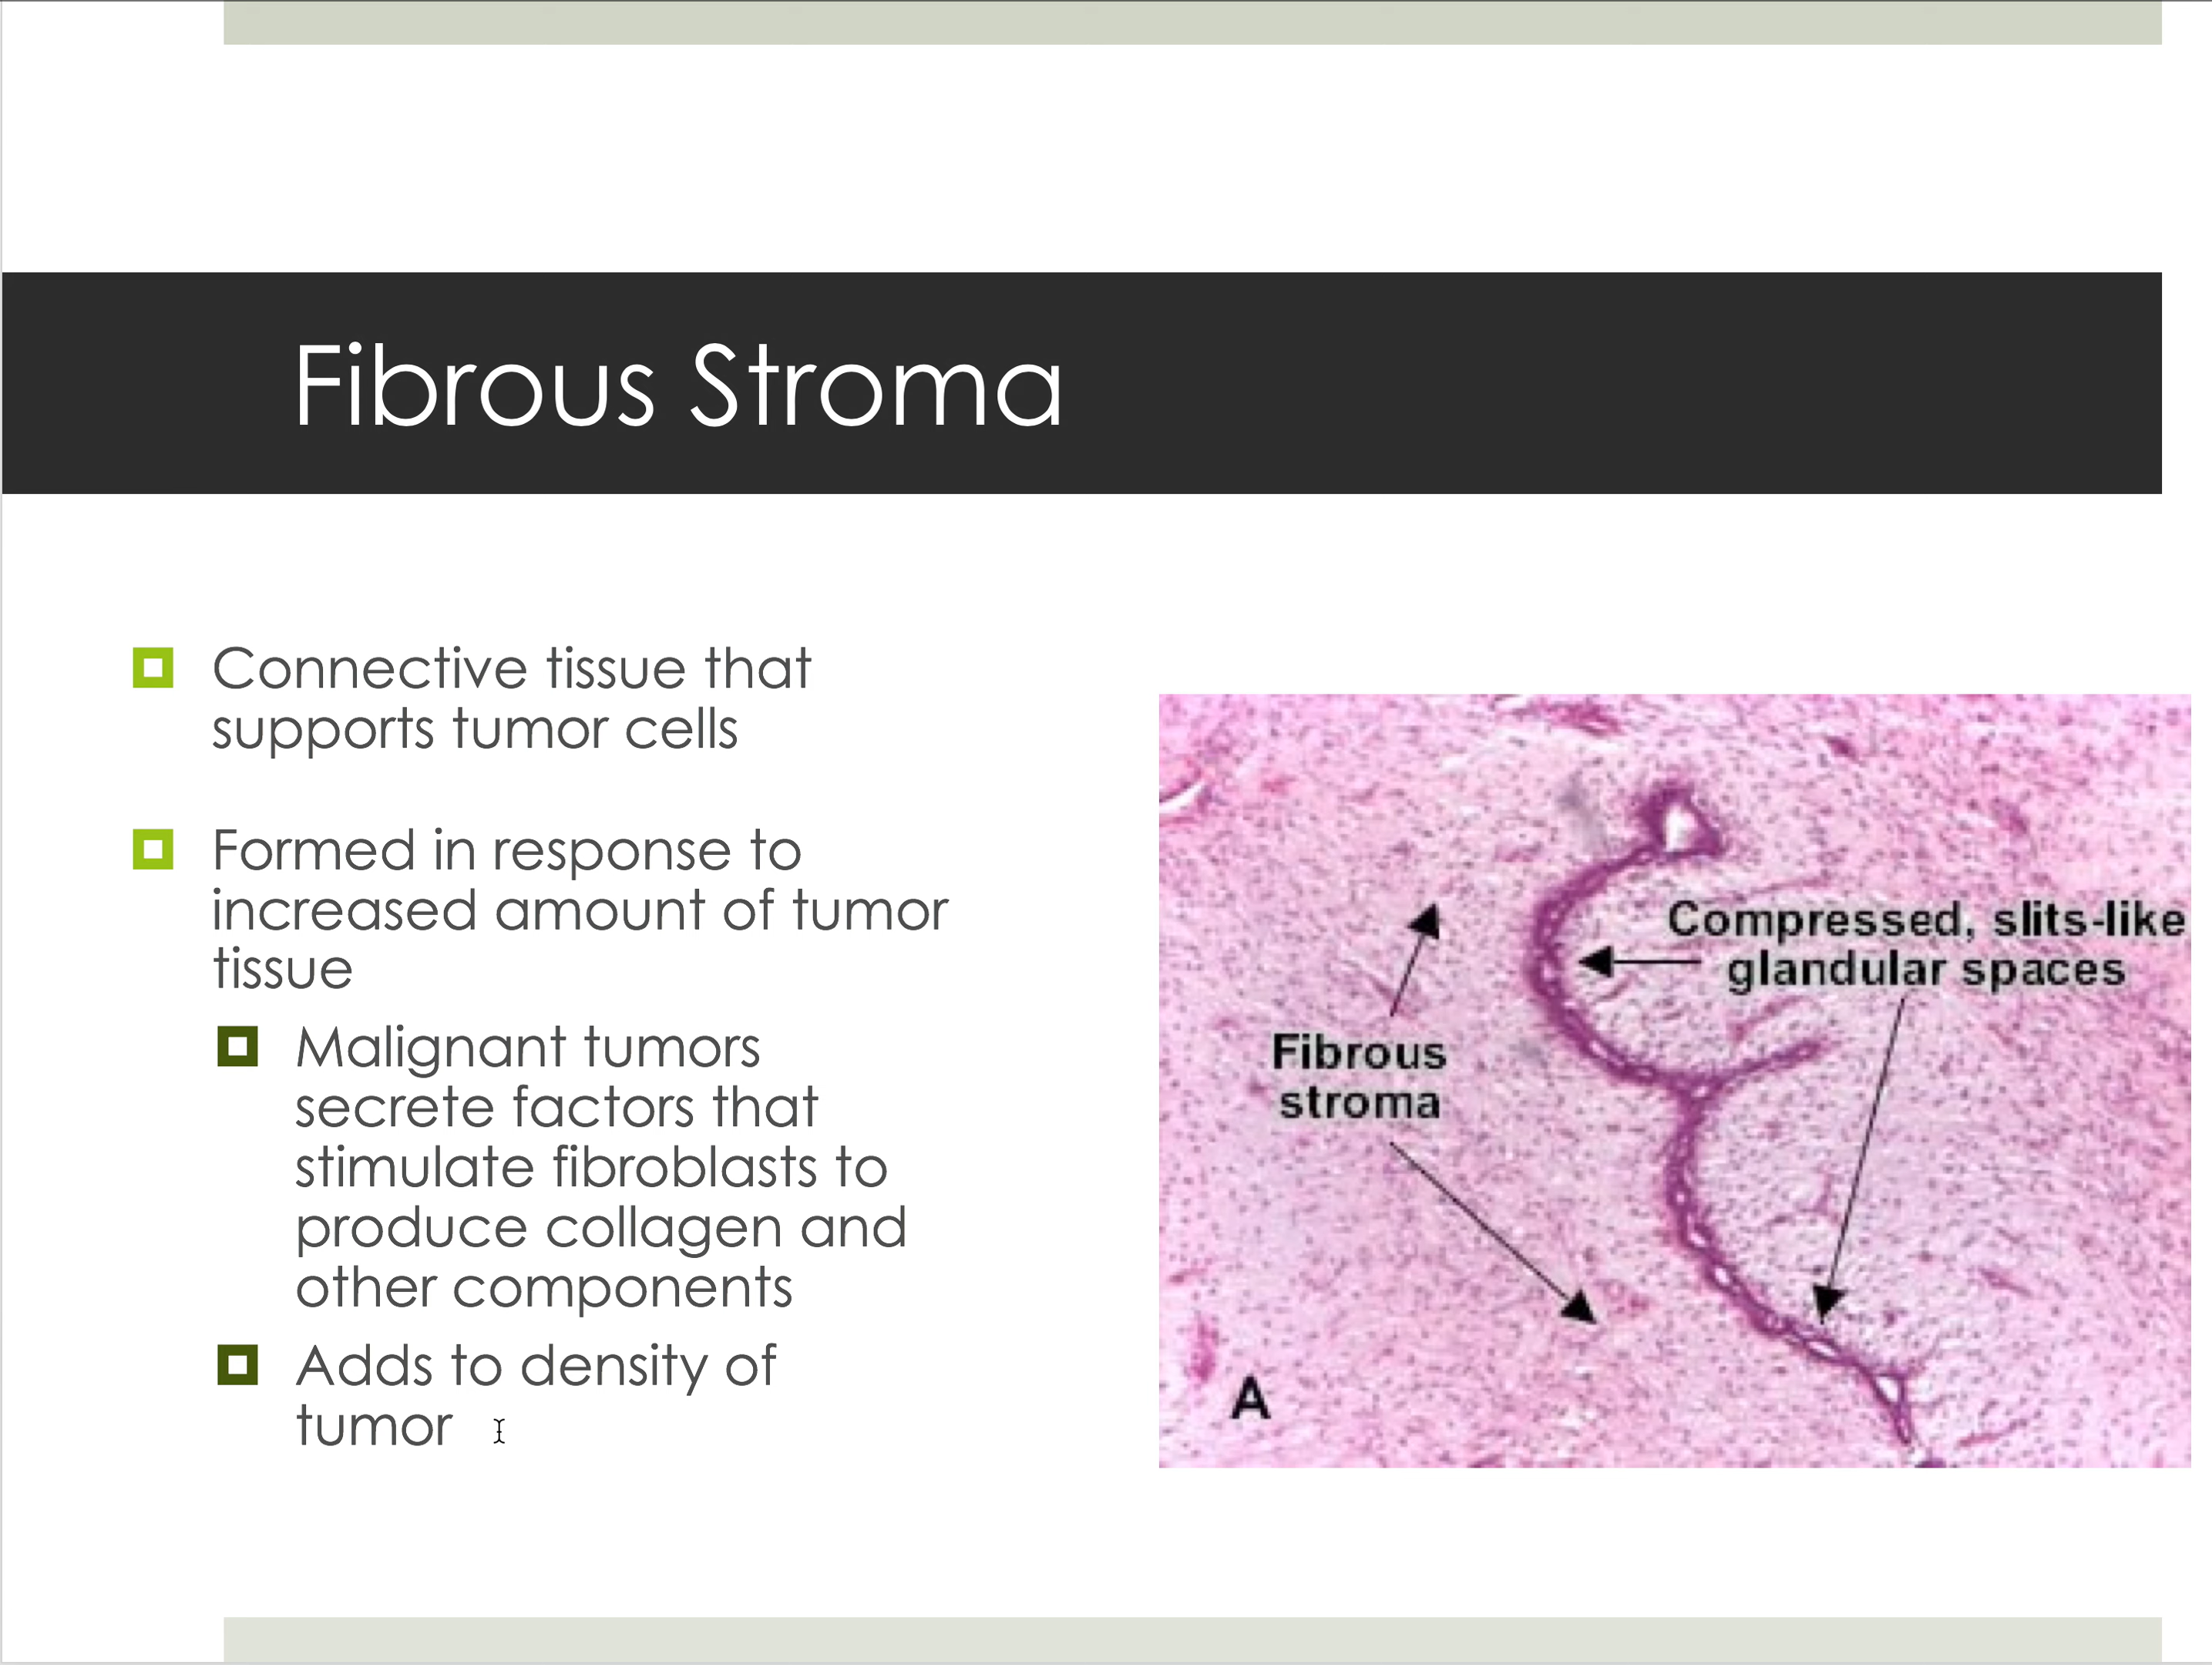 Fibrous Stroma
Connective tissue that
supports tumor cells
Formed in response to
increased amount of tumor
tissue
Malignant tumors
secrete factors that
stimulate fibroblasts to
produce collagen and
other components
Adds to density of
tumor
Compressed, slits-like
glandular spaces
Fibrous
stroma
A